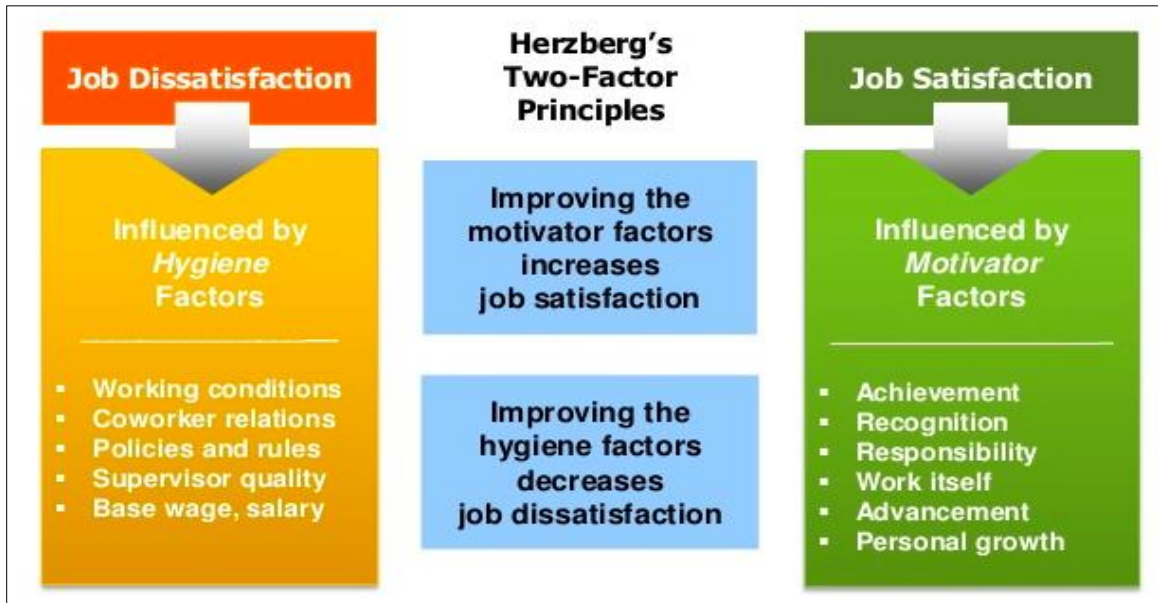 Job Dissatisfaction
Influenced by
Hygiene
Factors
▪ Working conditions
▪ Coworker relations
▪ Policies and rules
▪ Supervisor quality
▪ Base wage, salary
Herzberg's
Two-Factor
Principles
Improving the
motivator factors
increases
job satisfaction
Improving the
hygiene factors
decreases
job dissatisfaction
Job Satisfaction
Influenced by
Motivator
Factors
▪ Achievement
▪ Recognition
▪ Responsibility
▪ Work itself
▪ Advancement
▪ Personal growth